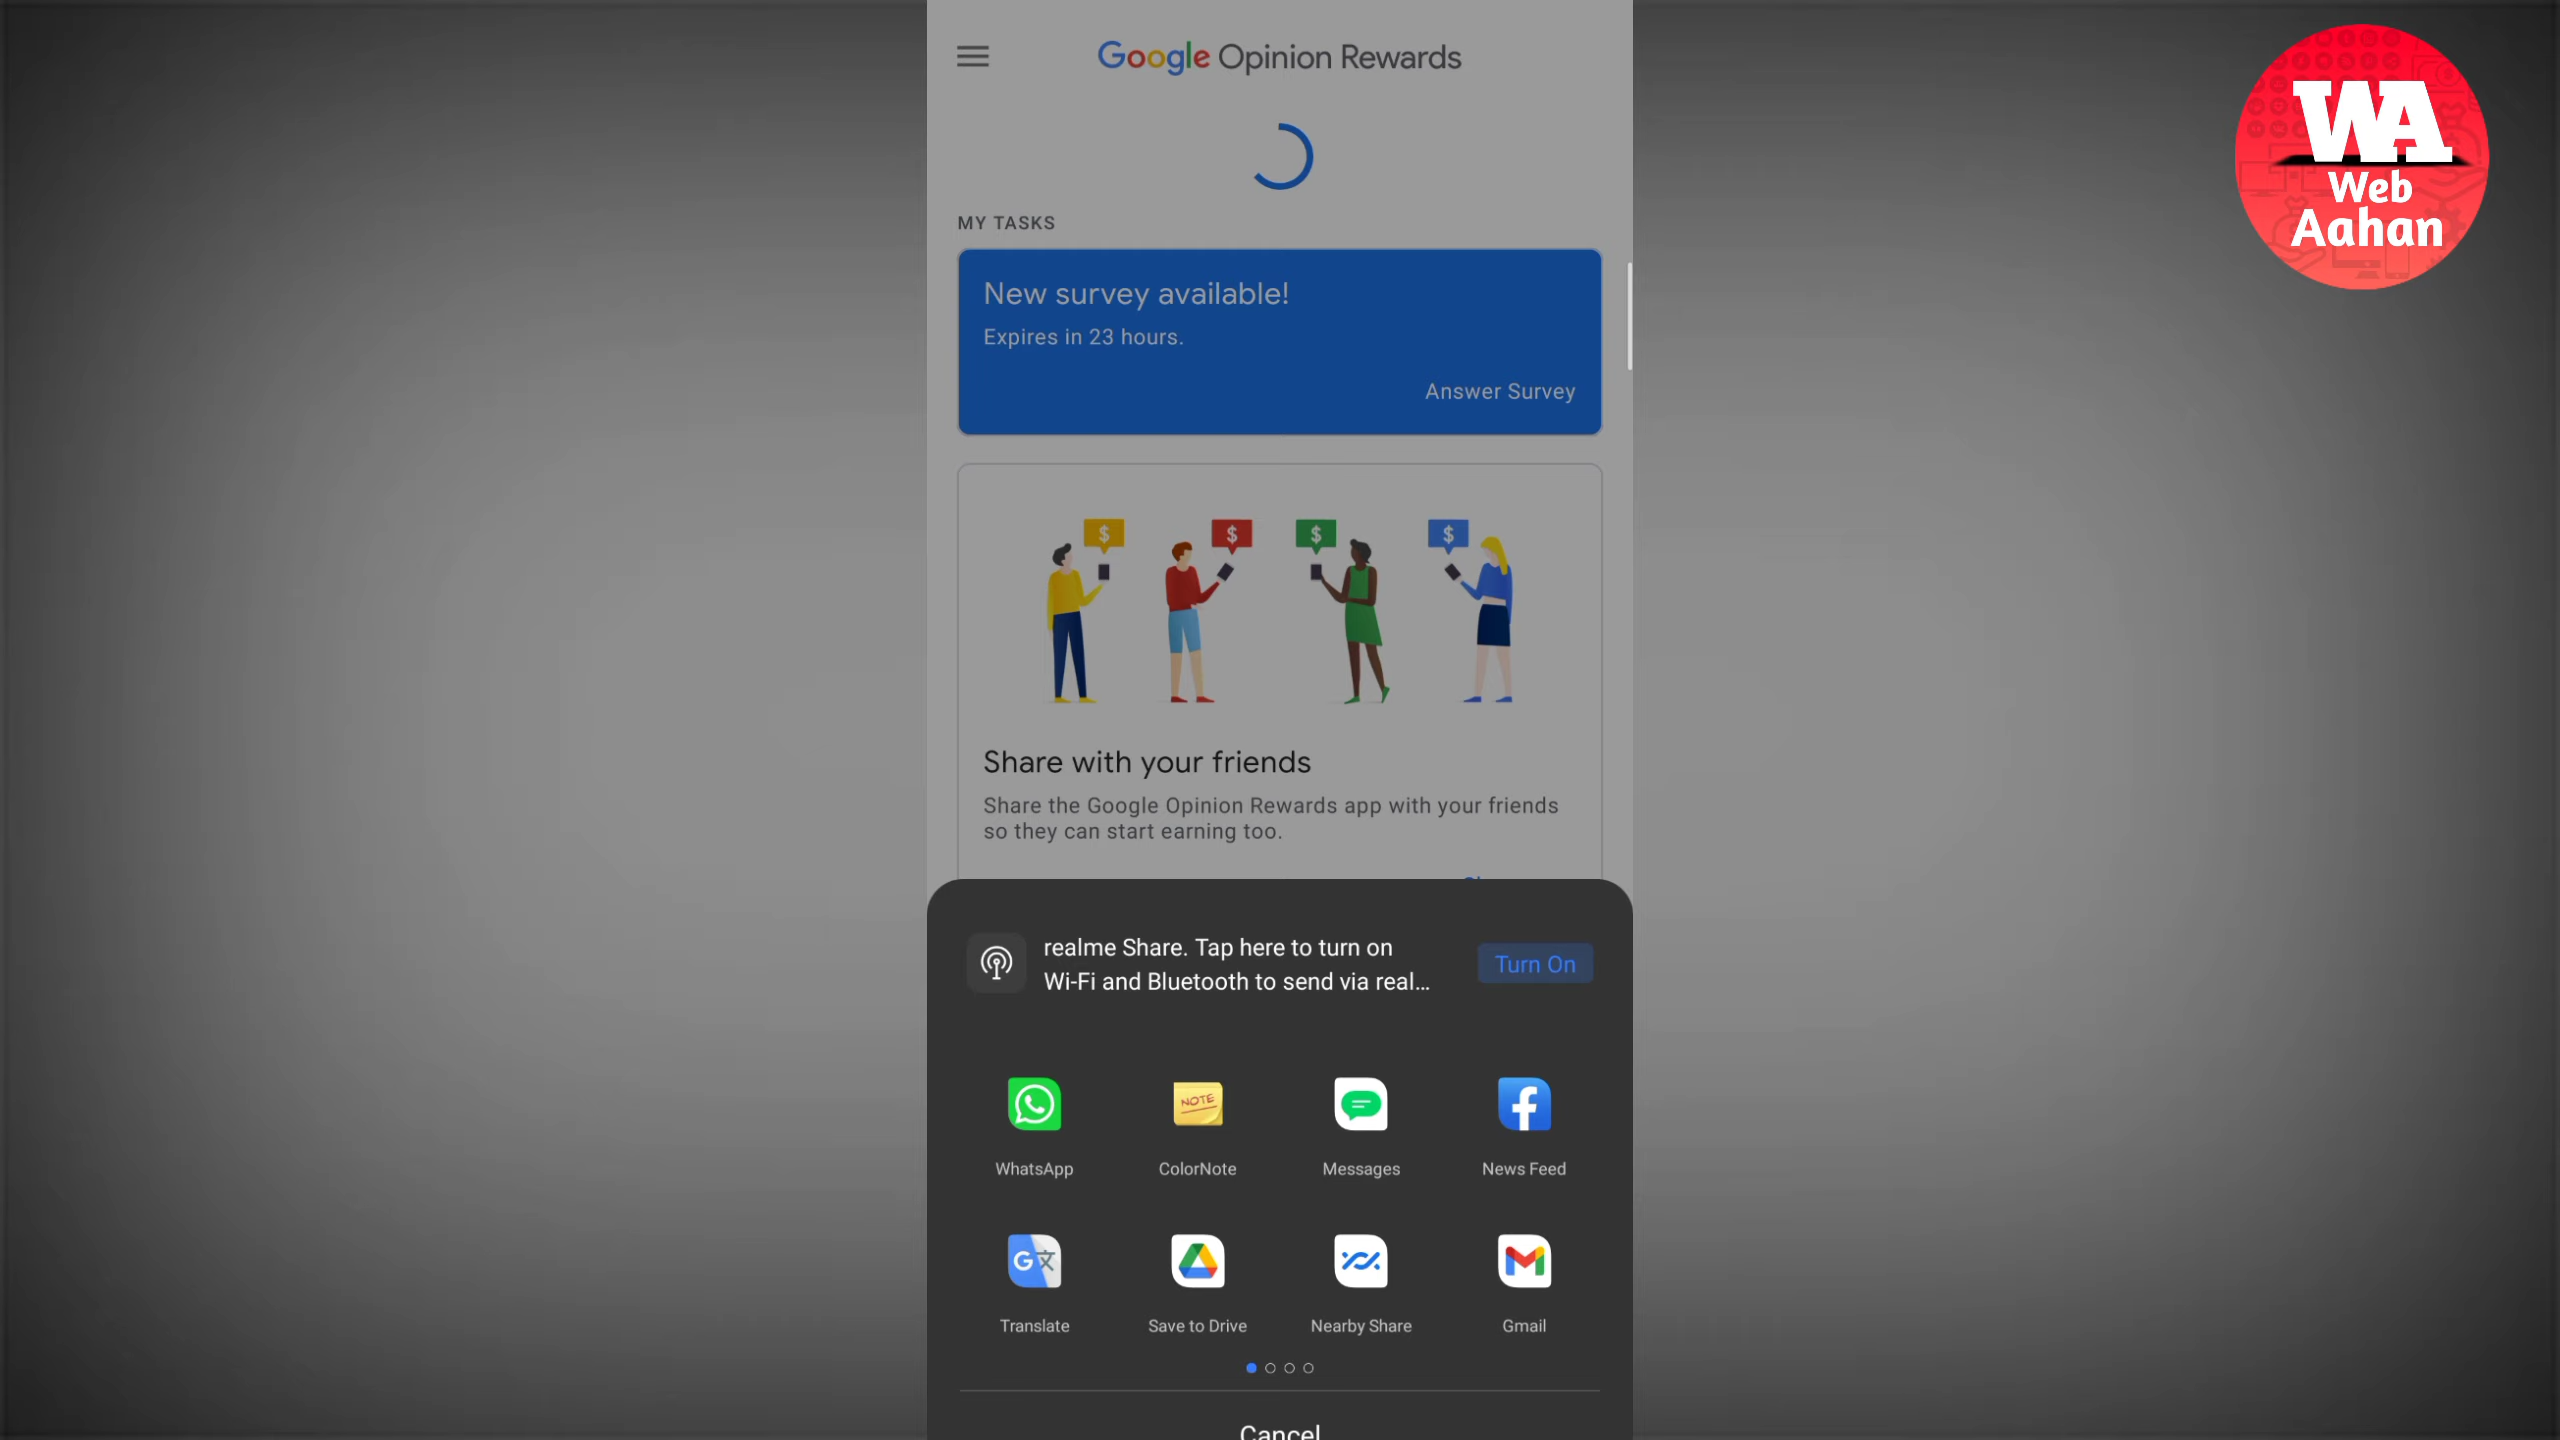 Google Opinion Rewards
WA
Web
Aahan
MY TASKS
New survey available!
Expires in 23 hours.
Answer Survey
$ $ $ $
Share with your friends
Share the Google Opinion Rewards app with your friends
so they can start earning too.
realme Share. Tap here to turn on
Wi-Fi and Bluetooth to send via real...
Turn On
NOTE
WhatsApp ColorNote Messages News Feed
G文
Translate Save to Drive Nearby Share Gmail
Cancel